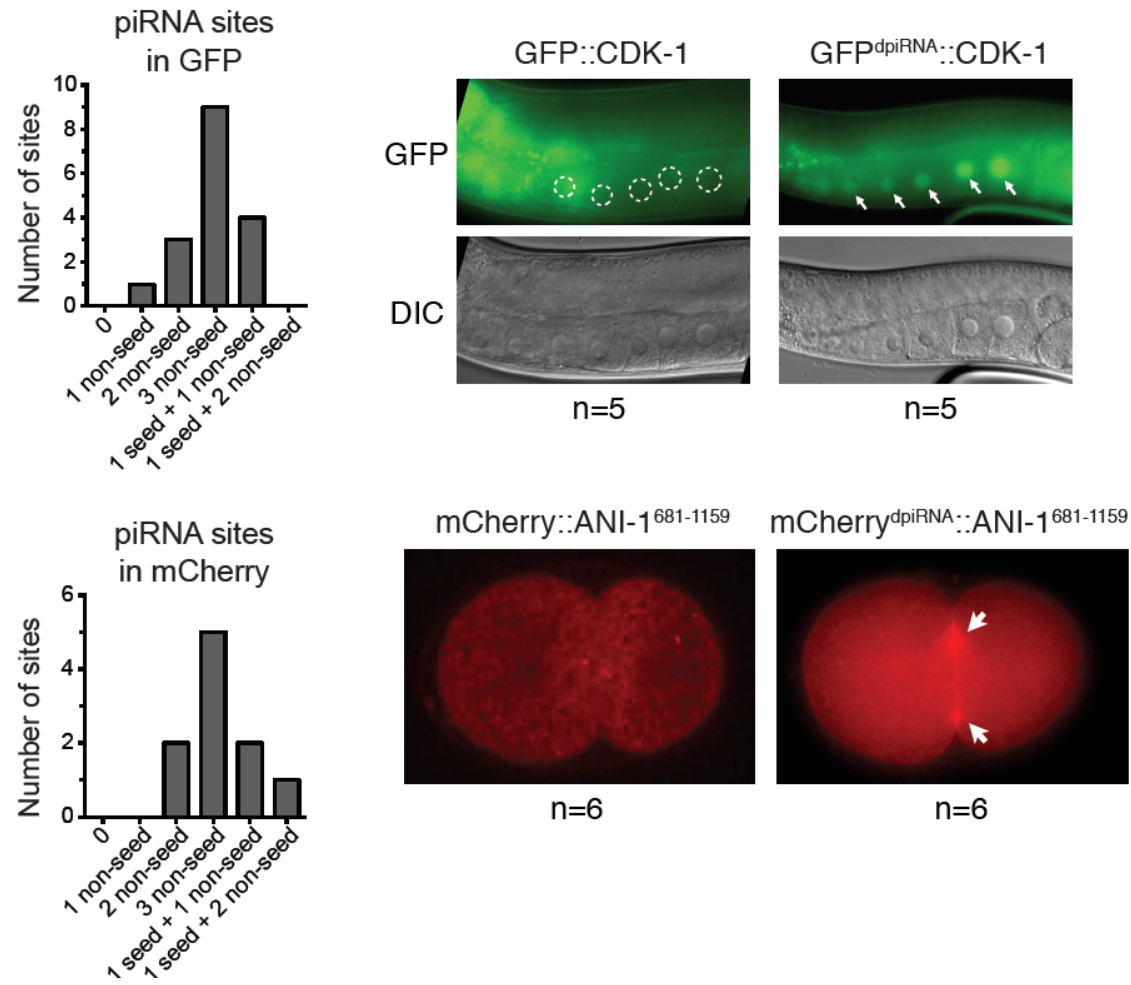 piRNA sites
in GFP
Number of sites
10
8
6
4
2
0
0
1 non-seed
2 non-seed
3 non-seed
1 seed + 1 non-seed
1 seed + 2 non-seed
GFP::CDK-1
GFPdpiRNA::CDK-1
GFP
DIC
n=5
n=5
piRNA sites
in mCherry
Number of sites
6
4
2
0
0
1 non-seed
2 non-seed
3 non-seed
1 seed + 1 non-seed
1 seed + 2 non-seed
mCherry::ANI-1681-1159
mCherrydpiRNA::ANI-1681-1159
n=6
n=6